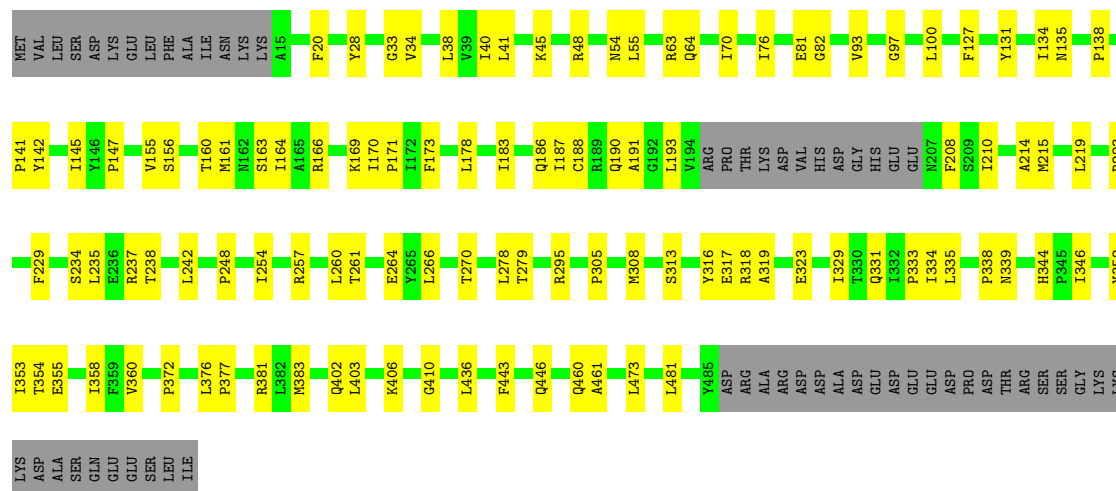 MET VAL LEU SER ASP LYS GLU LEU PHE ALA ILE ASN LYS LYS A15 F20 Y28 G33 V34 L38 V39 I40 L41 K45 R48 N54 L55 R63 Q64 I70 I76 E81 G82 V93 G97 L100 F127 Y131 I134 N135 P138
P141 Y142 I145 Y146 P147 V155 S156 T160 M161 N162 S163 I164 A165 R166 K169 I170 P171 I172 F173 L178 I183 Q186 I187 C188 R189 Q190 A191 G192 L193 V194 ARG PRO THR LYS ASP VAL HIS ASP GLY HIS GLU GLU N207 F208 S209 I210 A214 M215 L219
F229 S234 L235 E236 R237 T238 L242 P248 I254 R257 L260 T261 E264 Y265 L266 T270 L278 T279 R295 P305 M308 S313 Y316 E317 R318 A319 E323 I329 T330 Q331 I332 P333 I334 L335 P338 N339 H344 P345 I346
I353 T354 E355 I358 F359 V360 P372 L376 P377 R381 L382 M383 Q402 L403 K406 G410 L436 F443 Q446 Q460 A461 L473 L481 Y485 ASP ARG ALA ARG ASP ASP ALA ASP GLU ASP GLU GLU ASP PRO ASP THR ARG SER SER GLY LYS
LYS ASP ALA SER GLN GLU GLU SER LEU ILE